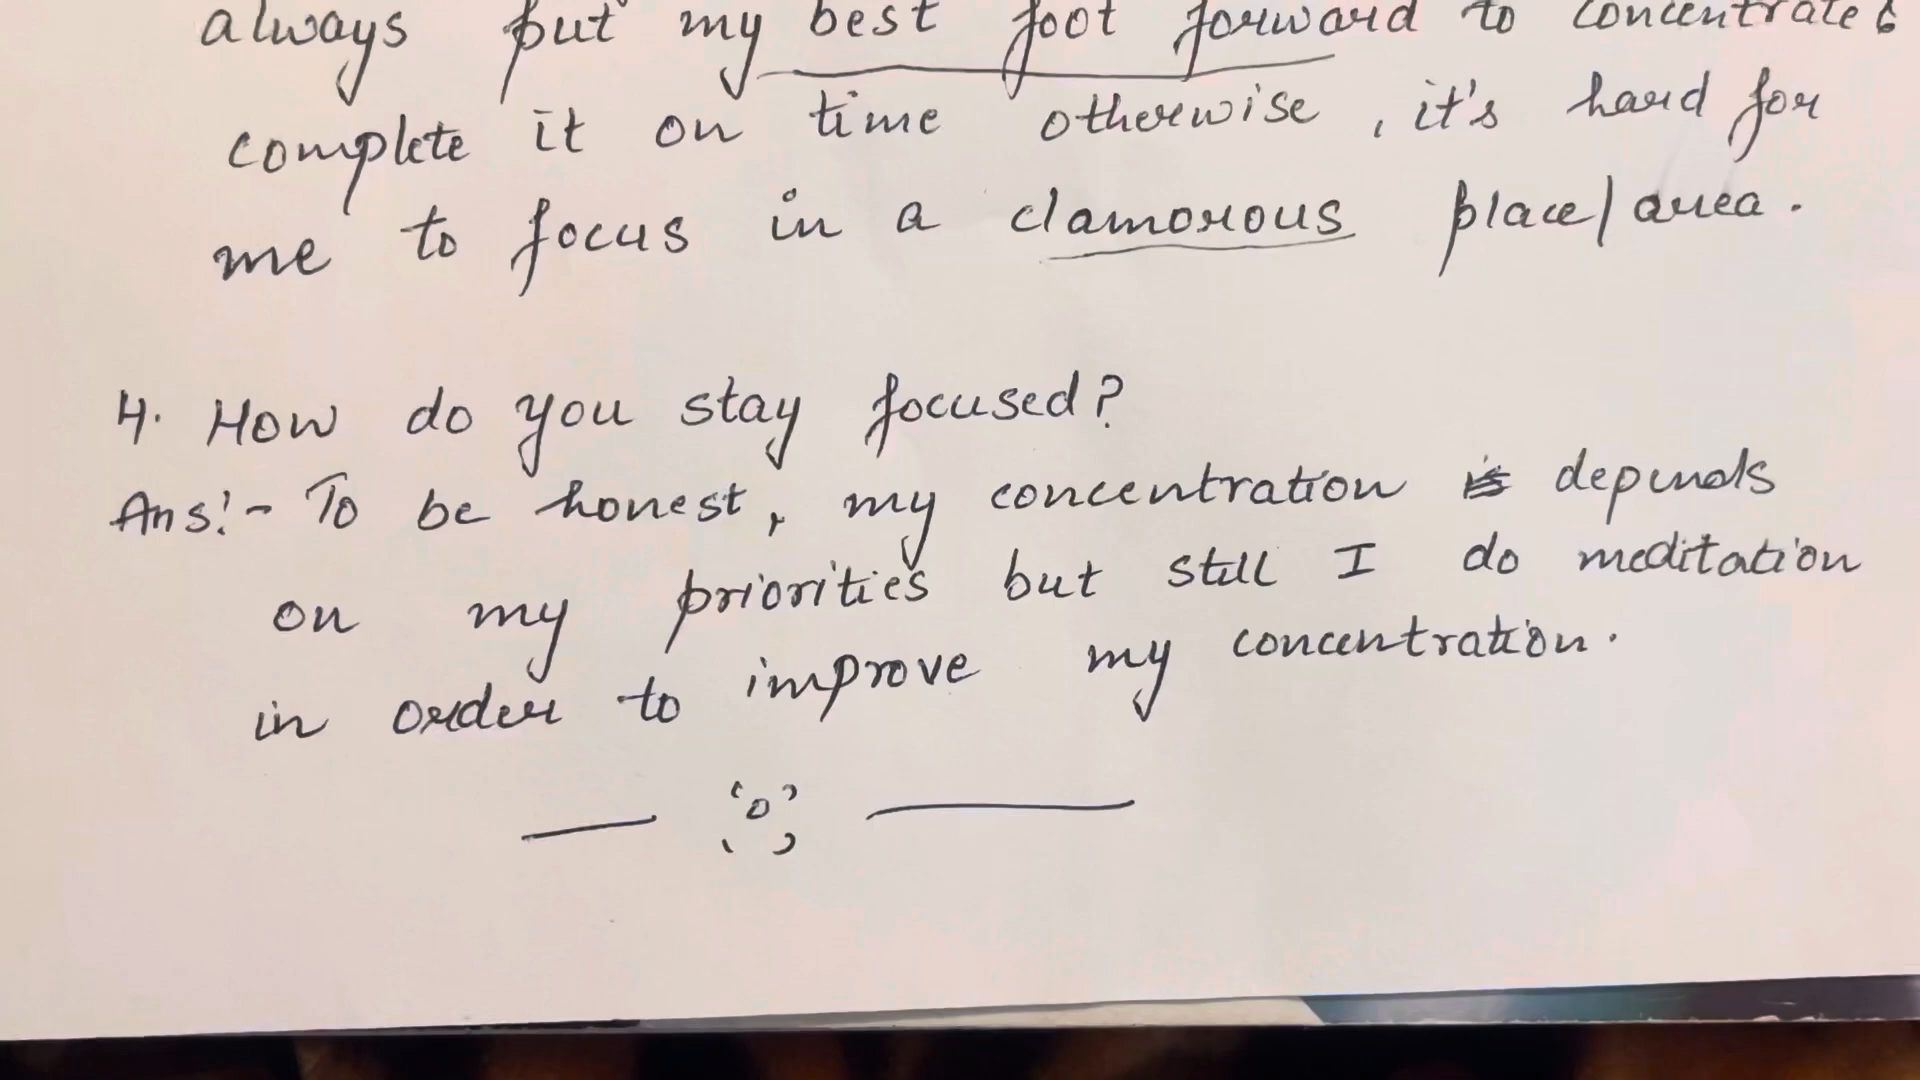 always put my best foot forward to concentrate &
complete it on time otherwise, it's hard for
me to focus in a clamorous place/area.
4. How do you stay focused?
Ans:- To be honest, my concentration is depends
on my priorities but still I do meditation
in order to improve my concentration.